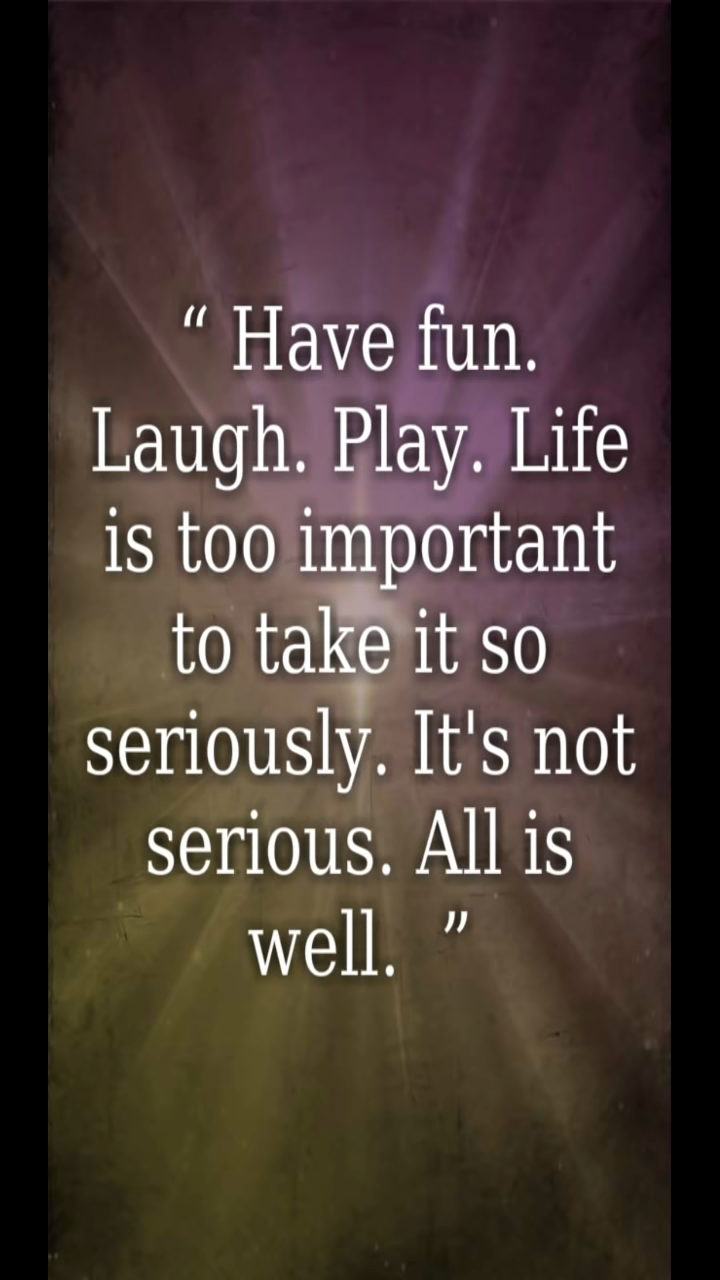 “ Have fun.
Laugh. Play. Life
is too important
to take it so
seriously. It's not
serious. All is
well. ”